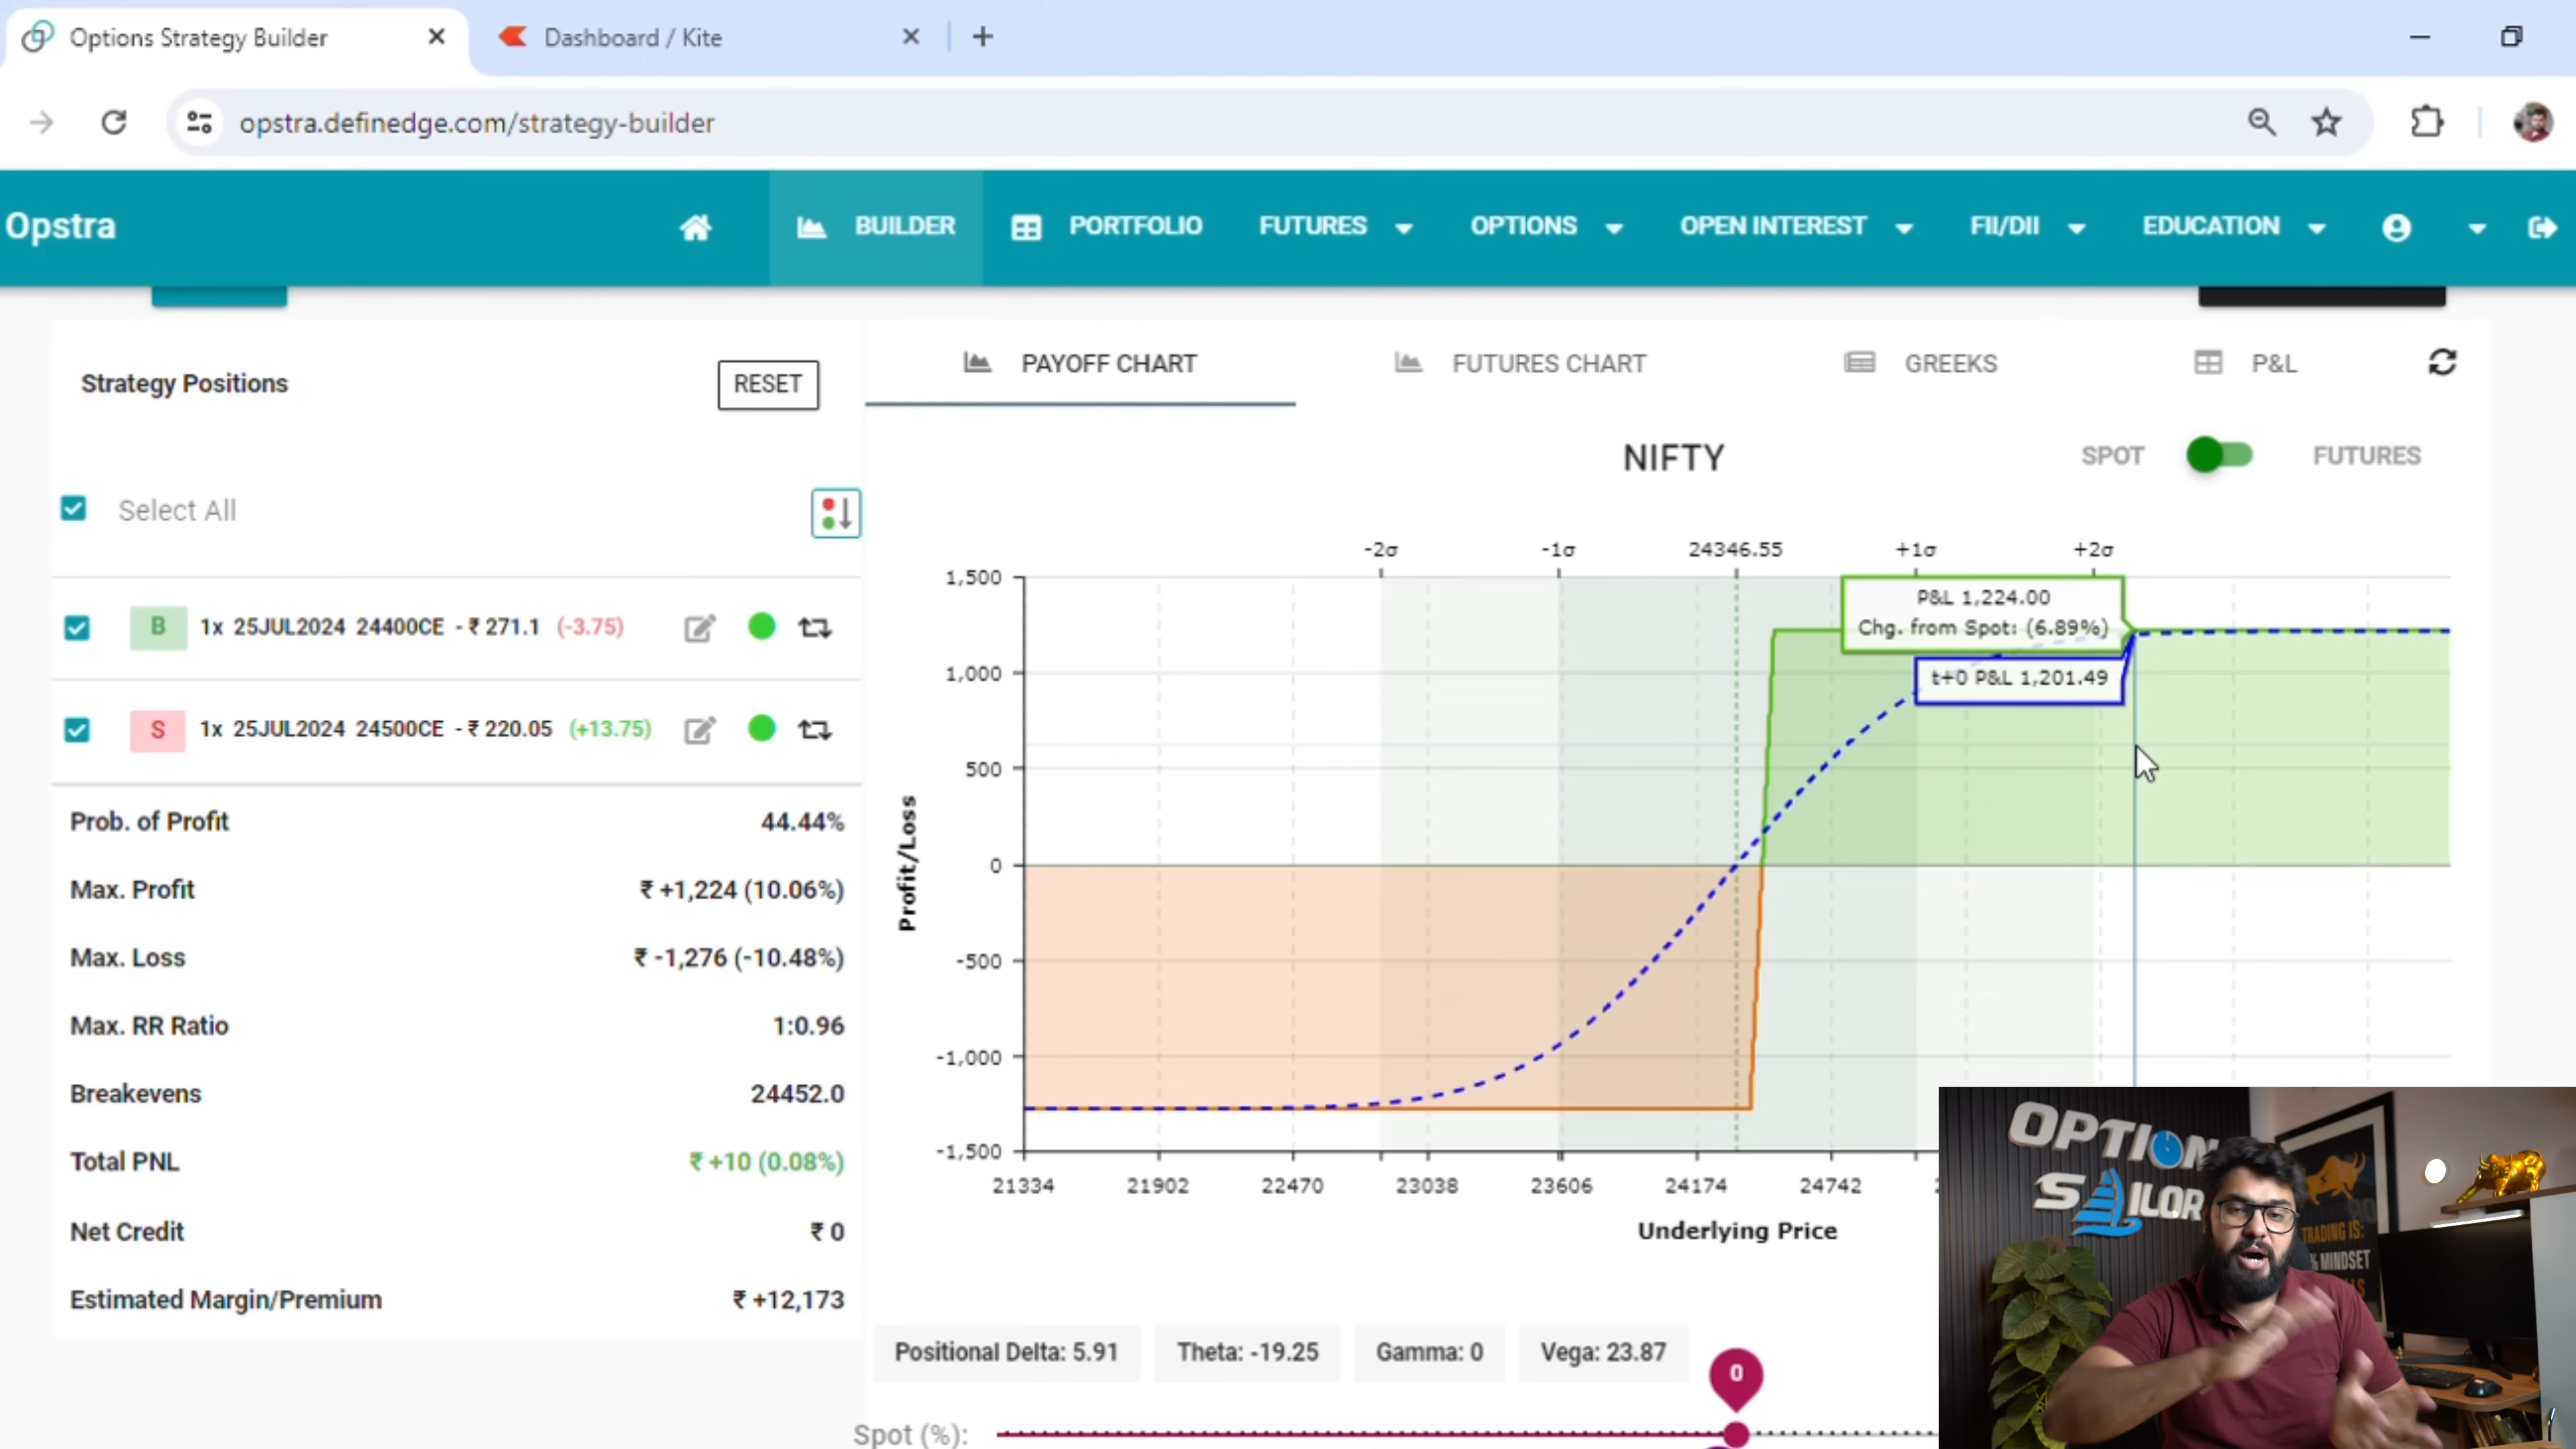 Options Strategy Builder
Dashboard / Kite
opstra.definedge.com/strategy-builder
Opstra
BUILDER
PORTFOLIO
FUTURES
OPTIONS
OPEN INTEREST
FII/DII
EDUCATION
Strategy Positions
RESET
PAYOFF CHART
FUTURES CHART
GREEKS
P&L
NIFTY
SPOT
FUTURES
Select All
-2σ
-1σ
24346.55
+1σ
+2σ
B 1x 25JUL2024 24400CE - ₹ 271.1 (-3.75)
S 1x 25JUL2024 24500CE - ₹ 220.05 (+13.75)
Prob. of Profit 44.44%
Max. Profit ₹ +1,224 (10.06%)
Max. Loss ₹ -1,276 (-10.48%)
Max. RR Ratio 1:0.96
Breakevens 24452.0
Total PNL ₹ +10 (0.08%)
Net Credit ₹ 0
Estimated Margin/Premium ₹ +12,173
P&L 1,224.00
Chg. from Spot: (6.89%)
t+0 P&L 1,201.49
Profit/Loss
1,500
1,000
500
0
-500
-1,000
-1,500
21334
21902
22470
23038
23606
24174
24742
Underlying Price
Positional Delta: 5.91
Theta: -19.25
Gamma: 0
Vega: 23.87
0
Spot (%):
OPTION
SAILOR
TRADING IS:
% MINDSET